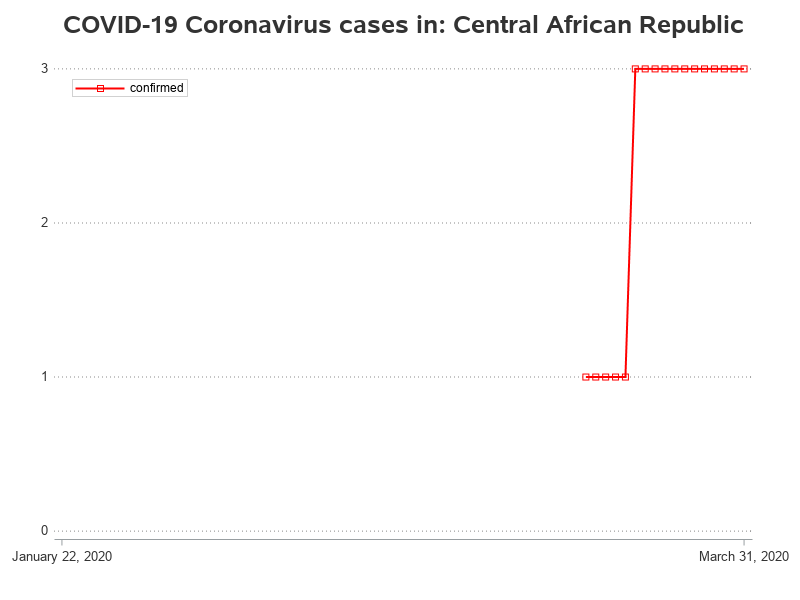 COVID-19 Coronavirus cases in: Central African Republic
3
confirmed
2
1
0
January 22, 2020
March 31, 2020